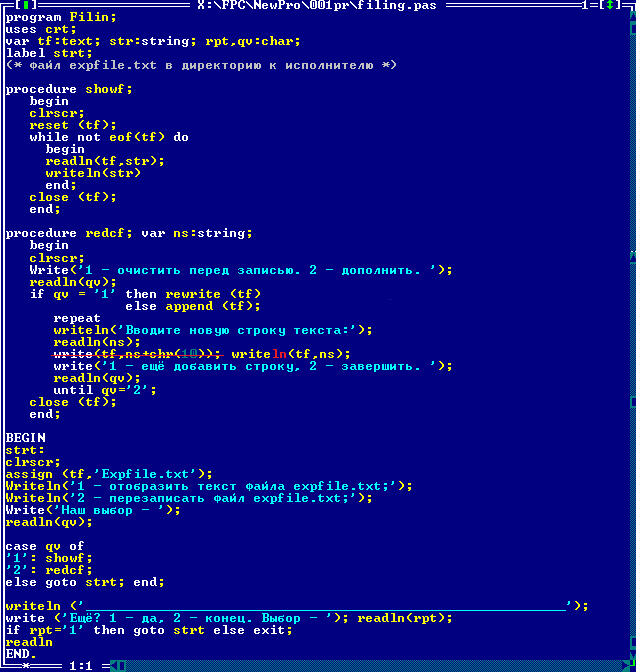 X:\FPC\NewPro\001pr\filing.pas 1=[↕]
program Filin;
uses crt;
var tf:text; str:string; rpt,qv:char;
label strt;
(* файл expfile.txt в директорию к исполнителю *)
procedure showf;
begin
clrscr;
reset (tf);
while not eof(tf) do
begin
readln(tf,str);
writeln(str)
end;
close (tf);
end;
procedure redcf; var ns:string;
begin
clrscr;
Write('1 - очистить перед записью. 2 - дополнить. ');
readln(qv);
if qv = '1' then rewrite (tf)
else append (tf);
repeat
writeln('Вводите новую строку текста:');
readln(ns);
write(tf,ns+chr(10)); writeln(tf,ns);
write('1 - ещё добавить строку, 2 - завершить. ');
readln(qv);
until qv='2';
close (tf);
end;
BEGIN
strt:
clrscr;
assign (tf,'Expfile.txt');
Writeln('1 - отобразить текст файла expfile.txt;');
Writeln('2 - перезаписать файл expfile.txt;');
Write('Наш выбор - ');
readln(qv);
case qv of
'1': showf;
'2': redcf;
else goto strt; end;
writeln ('____________________________________________________________');
write ('Ещё? 1 - да, 2 - конец. Выбор - '); readln(rpt);
if rpt='1' then goto strt else exit;
readln
END.
* 1:1